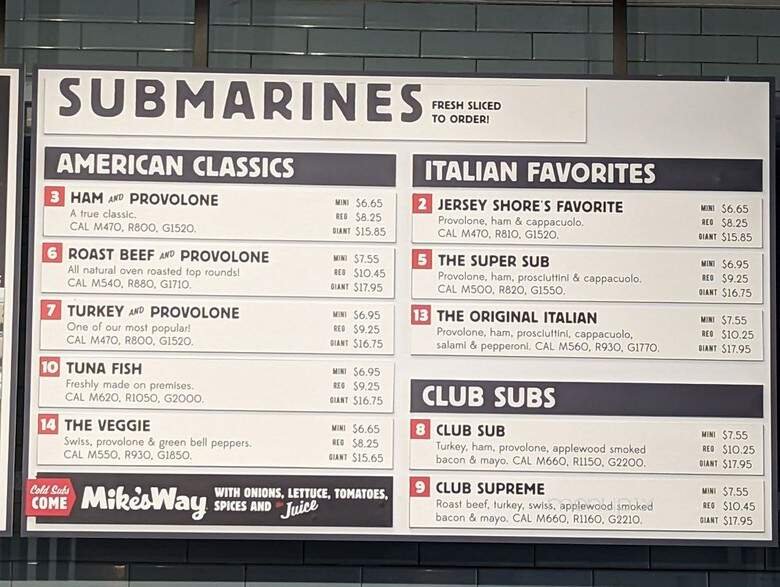 SUBMARINES FRESH SLICED
TO ORDER!
AMERICAN CLASSICS
3 HAM AND PROVOLONE
A true classic.
CAL M470, R800, G1520.
MINI $6.65
REG $8.25
GIANT $15.85
6 ROAST BEEF AND PROVOLONE
All natural oven roasted top rounds!
CAL M540, R880, G1710.
MINI $7.55
REG $10.45
GIANT $17.95
7 TURKEY AND PROVOLONE
One of our most popular!
CAL M470, R800, G1520.
MINI $6.95
REG $9.25
GIANT $16.75
10 TUNA FISH
Freshly made on premises.
CAL M620, R1050, G2000.
MINI $6.95
REG $9.25
GIANT $16.75
14 THE VEGGIE
Swiss, provolone & green bell peppers.
CAL M550, R930, G1850.
MINI $6.65
REG $8.25
GIANT $15.65
Cold Subs
COME
Mike's Way
WITH ONIONS, LETTUCE, TOMATOES,
SPICES AND Juice
ITALIAN FAVORITES
2 JERSEY SHORE'S FAVORITE
Provolone, ham & cappacuolo.
CAL M470, R810, G1520.
MINI $6.65
REG $8.25
GIANT $15.85
5 THE SUPER SUB
Provolone, ham, prosciuttini & cappacuolo.
CAL M500, R820, G1550.
MINI $6.95
REG $9.25
GIANT $16.75
13 THE ORIGINAL ITALIAN
Provolone, ham, prosciuttini, cappacuolo,
salami & pepperoni. CAL M560, R930, G1770.
MINI $7.55
REG $10.25
GIANT $17.95
CLUB SUBS
8 CLUB SUB
Turkey, ham, provolone, applewood smoked
bacon & mayo. CAL M660, R1150, G2200.
MINI $7.55
REG $10.25
GIANT $17.95
9 CLUB SUPREME
Roast beef, turkey, swiss, applewood smoked
bacon & mayo. CAL M660, R1160, G2210.
MINI $7.55
REG $10.45
GIANT $17.95